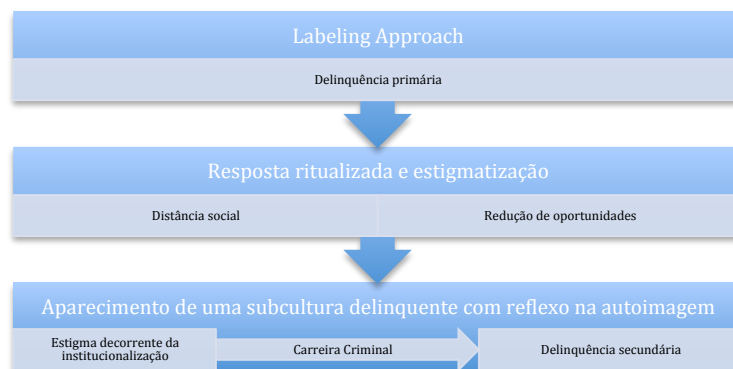 Labeling Approach
Delinquência primária
Resposta ritualizada e estigmatização
Distância social
Redução de oportunidades
Aparecimento de uma subcultura delinquente com reflexo na autoimagem
Estigma decorrente da
institucionalização
Carreira Criminal
Delinquência secundária